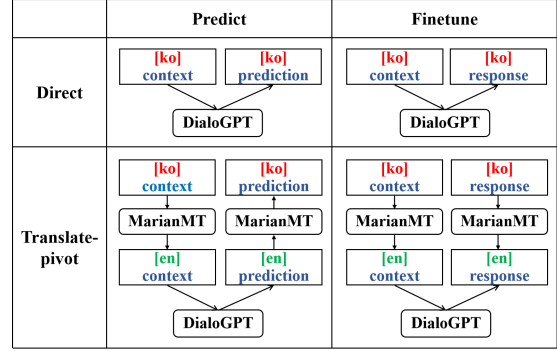 Predict Finetune
Direct
[ko] [ko] [ko] [ko]
context prediction context response
DialoGPT DialoGPT
Translate-
pivot
[ko] [ko] [ko] [ko]
context prediction context response
MarianMT MarianMT MarianMT MarianMT
[en] [en] [en] [en]
context prediction context response
DialoGPT DialoGPT